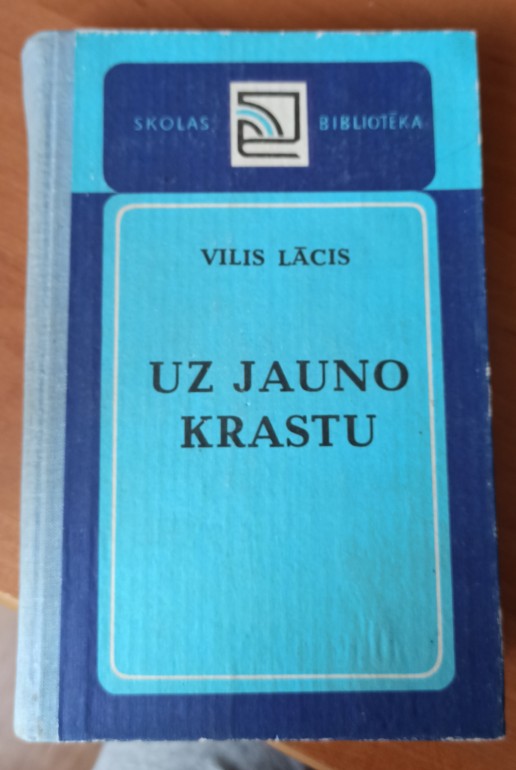 SKOLAS BIBLIOTĒKA
VILIS LĀCIS
UZ JAUNO
KRASTU